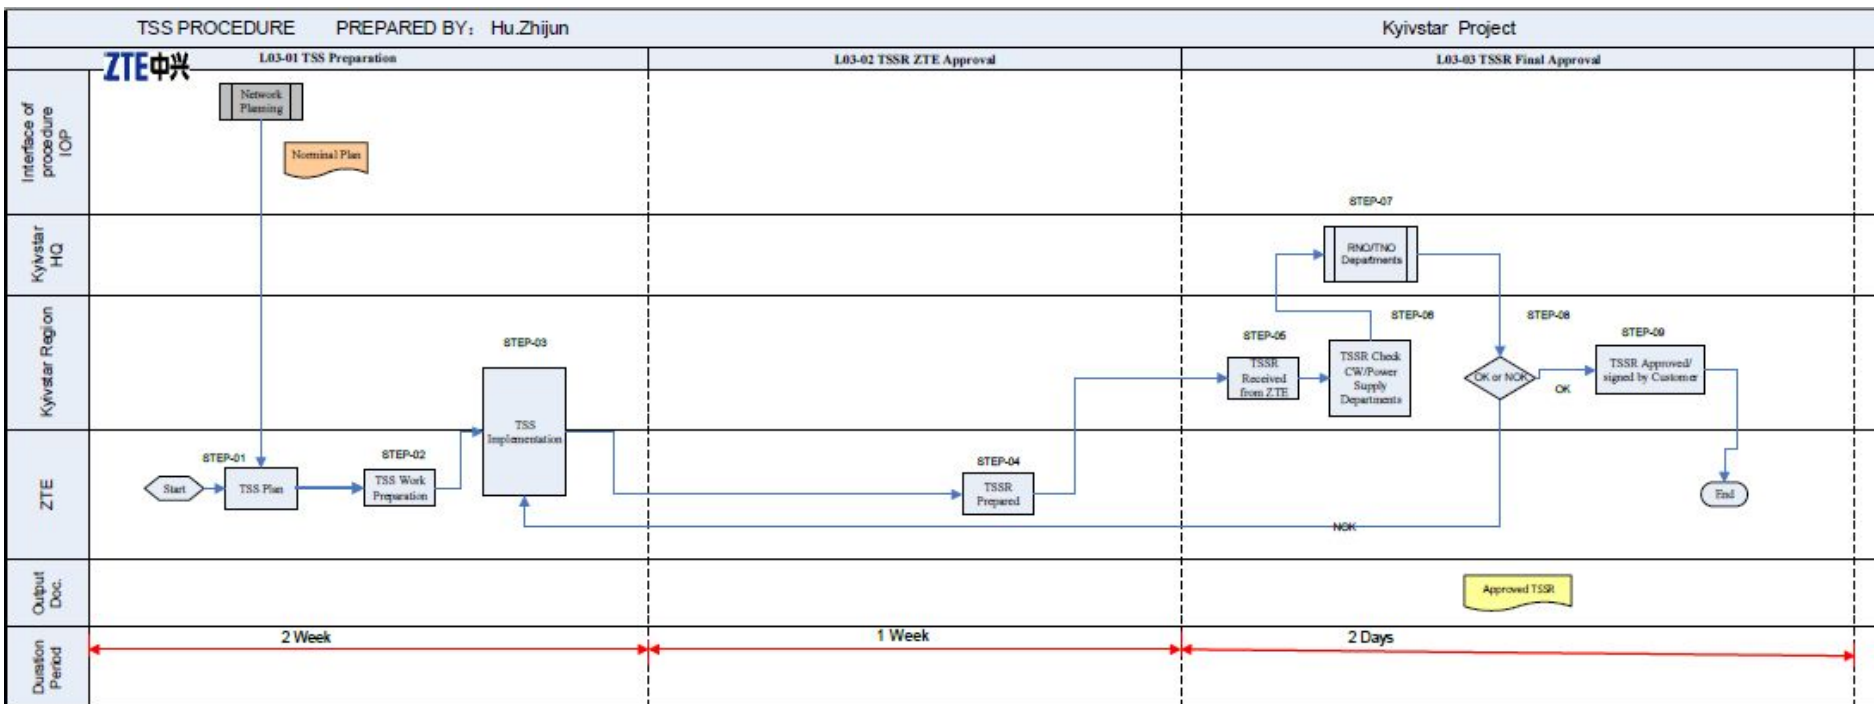 TSS PROCEDURE PREPARED BY: Hu.Zhijun
Kyivstar Project
ZTE中兴
L03-01 TSS Preparation
L03-02 TSSR ZTE Approval
L03-03 TSSR Final Approval
Interface of
procedure
IOP
Network
Planning
Norminal Plan
Kyivstar
HQ
STEP-07
RNO/TNO
Departments
Kyivstar Region
STEP-03
TSS
Implementation
STEP-05
TSSR
Received
from ZTE
STEP-06
TSSR Check
CW/Power
Supply
Departments
STEP-08
OK or NOK
OK
STEP-09
TSSR Approved/
signed by Customer
ZTE
Start
STEP-01
TSS Plan
STEP-02
TSS Work
Preparation
STEP-04
TSSR
Prepared
NOK
End
Output
Doc.
Approved TSSR
Duration
Period
2 Week
1 Week
2 Days